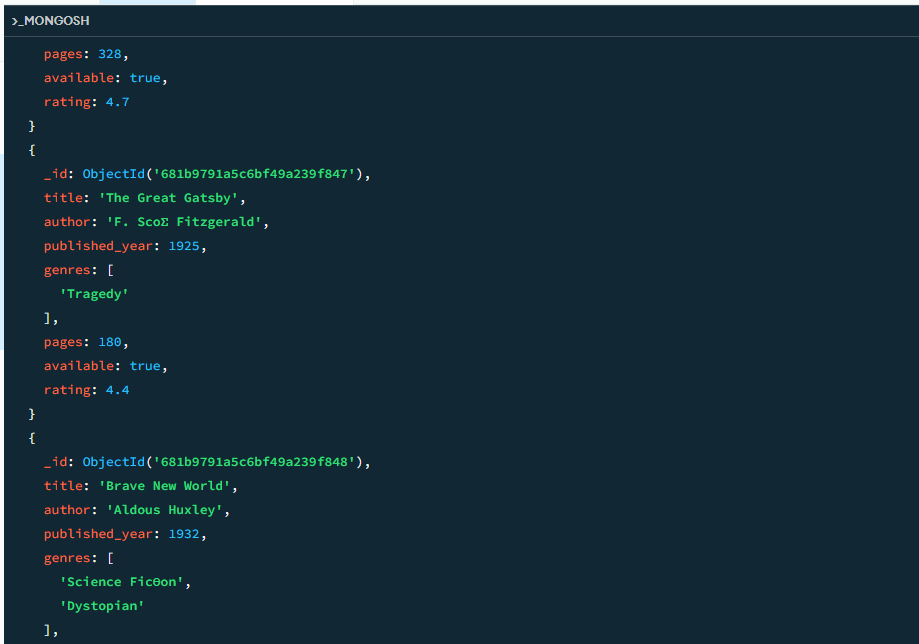 >_MONGOSH
pages: 328,
available: true,
rating: 4.7
}
{
_id: ObjectId('681b9791a5c6bf49a239f847'),
title: 'The Great Gatsby',
author: 'F. ScoΣ Fitzgerald',
published_year: 1925,
genres: [
'Tragedy'
],
pages: 180,
available: true,
rating: 4.4
}
{
_id: ObjectId('681b9791a5c6bf49a239f848'),
title: 'Brave New World',
author: 'Aldous Huxley',
published_year: 1932,
genres: [
'Science FicƟon',
'Dystopian'
],